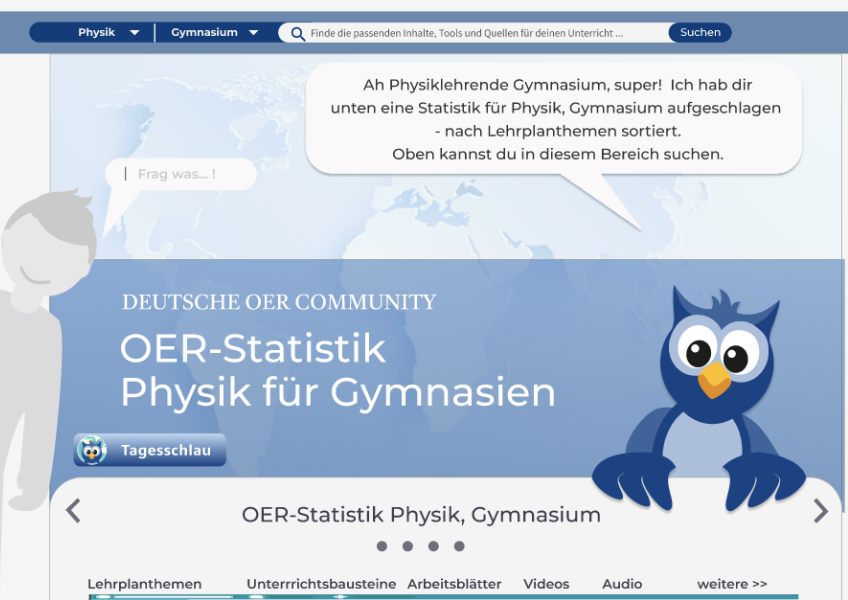 Physik Gymnasium Finde die passenden Inhalte, Tools und Quellen für deinen Unterricht ... Suchen
Ah Physiklehrende Gymnasium, super! Ich hab dir
unten eine Statistik für Physik, Gymnasium aufgeschlagen
- nach Lehrplanthemen sortiert.
Oben kannst du in diesem Bereich suchen.
Frag was... !
DEUTSCHE OER COMMUNITY
OER-Statistik
Physik für Gymnasien
Tagesschlau
OER-Statistik Physik, Gymnasium
Lehrplanthemen Unterrrichtsbausteine Arbeitsblätter Videos Audio weitere >>